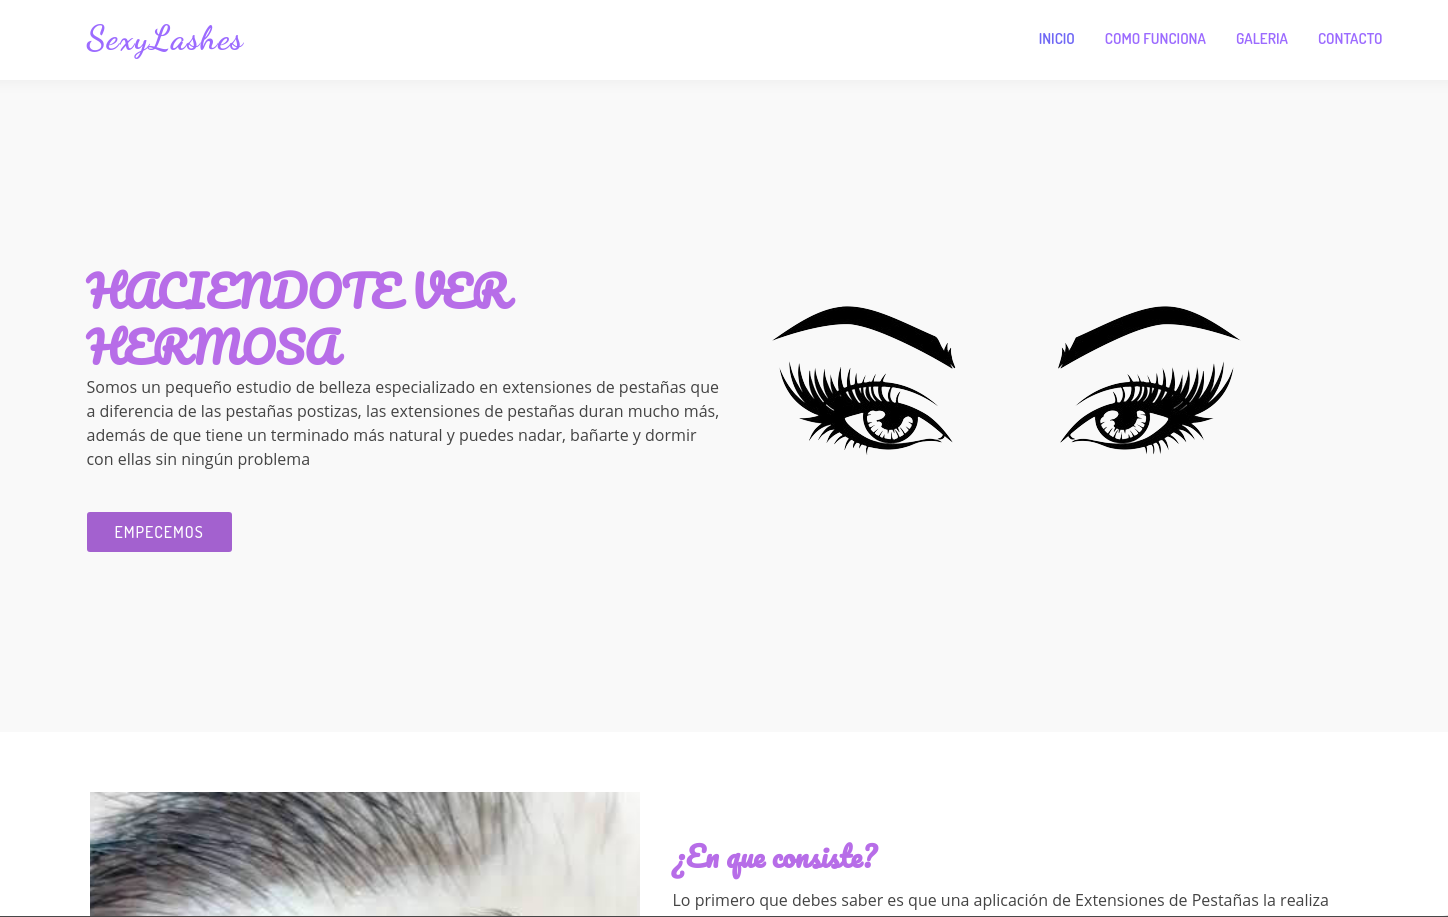 SexyLashes
INICIO
COMO FUNCIONA
GALERIA
CONTACTO
HACIENDOTE VER
HERMOSA
Somos un pequeño estudio de belleza especializado en extensiones de pestañas que
a diferencia de las pestañas postizas, las extensiones de pestañas duran mucho más,
además de que tiene un terminado más natural y puedes nadar, bañarte y dormir
con ellas sin ningún problema
EMPECEMOS
¿En que consiste?
Lo primero que debes saber es que una aplicación de Extensiones de Pestañas la realiza